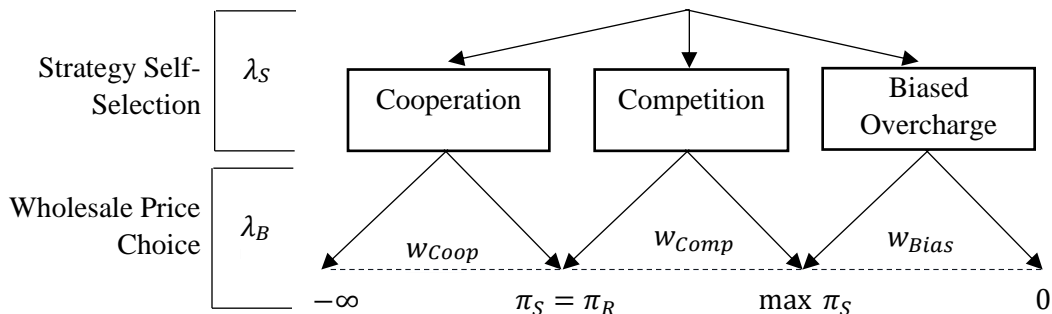 Strategy Self-
Selection
λ_S
Cooperation
Competition
Biased
Overcharge
Wholesale Price
Choice
λ_B
w_Coop
w_Comp
w_Bias
−∞
π_S = π_R
max π_S
0